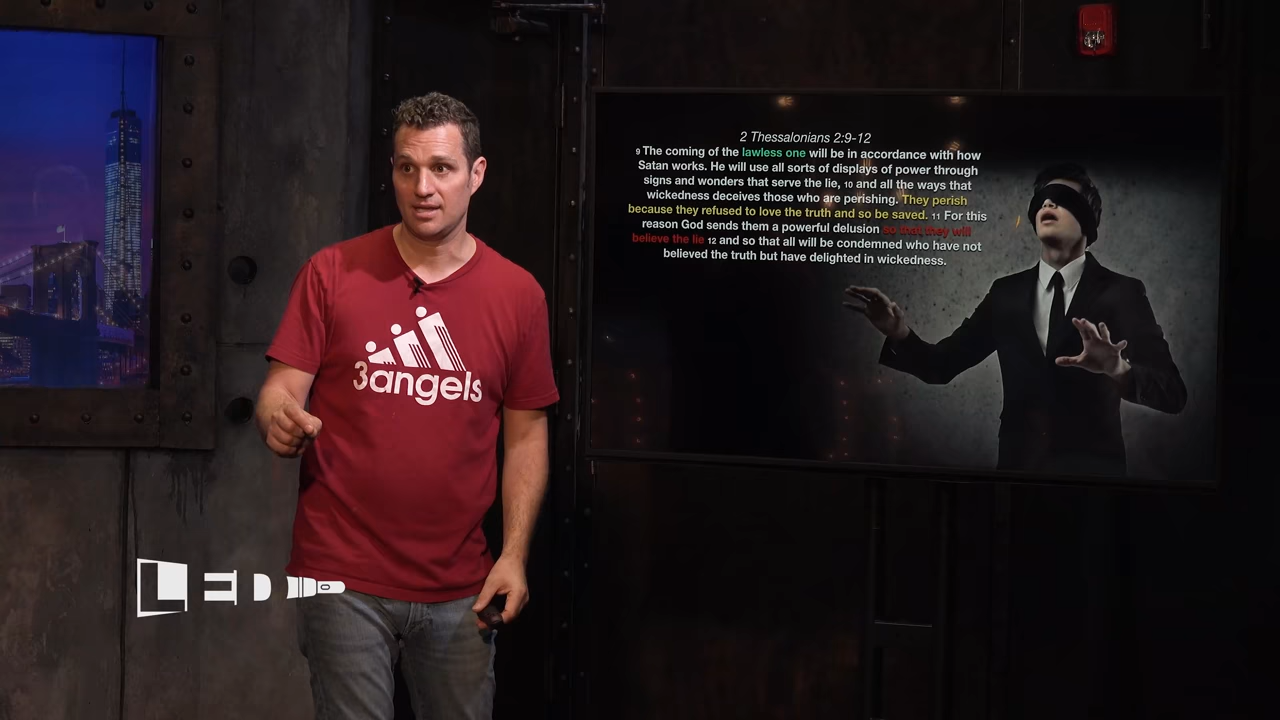 2 Thessalonians 2:9-12
9 The coming of the lawless one will be in accordance with how
Satan works. He will use all sorts of displays of power through
signs and wonders that serve the lie, 10 and all the ways that
wickedness deceives those who are perishing. They perish
because they refused to love the truth and so be saved. 11 For this
reason God sends them a powerful delusion so that they will
believe the lie 12 and so that all will be condemned who have not
believed the truth but have delighted in wickedness.
3angels
LED